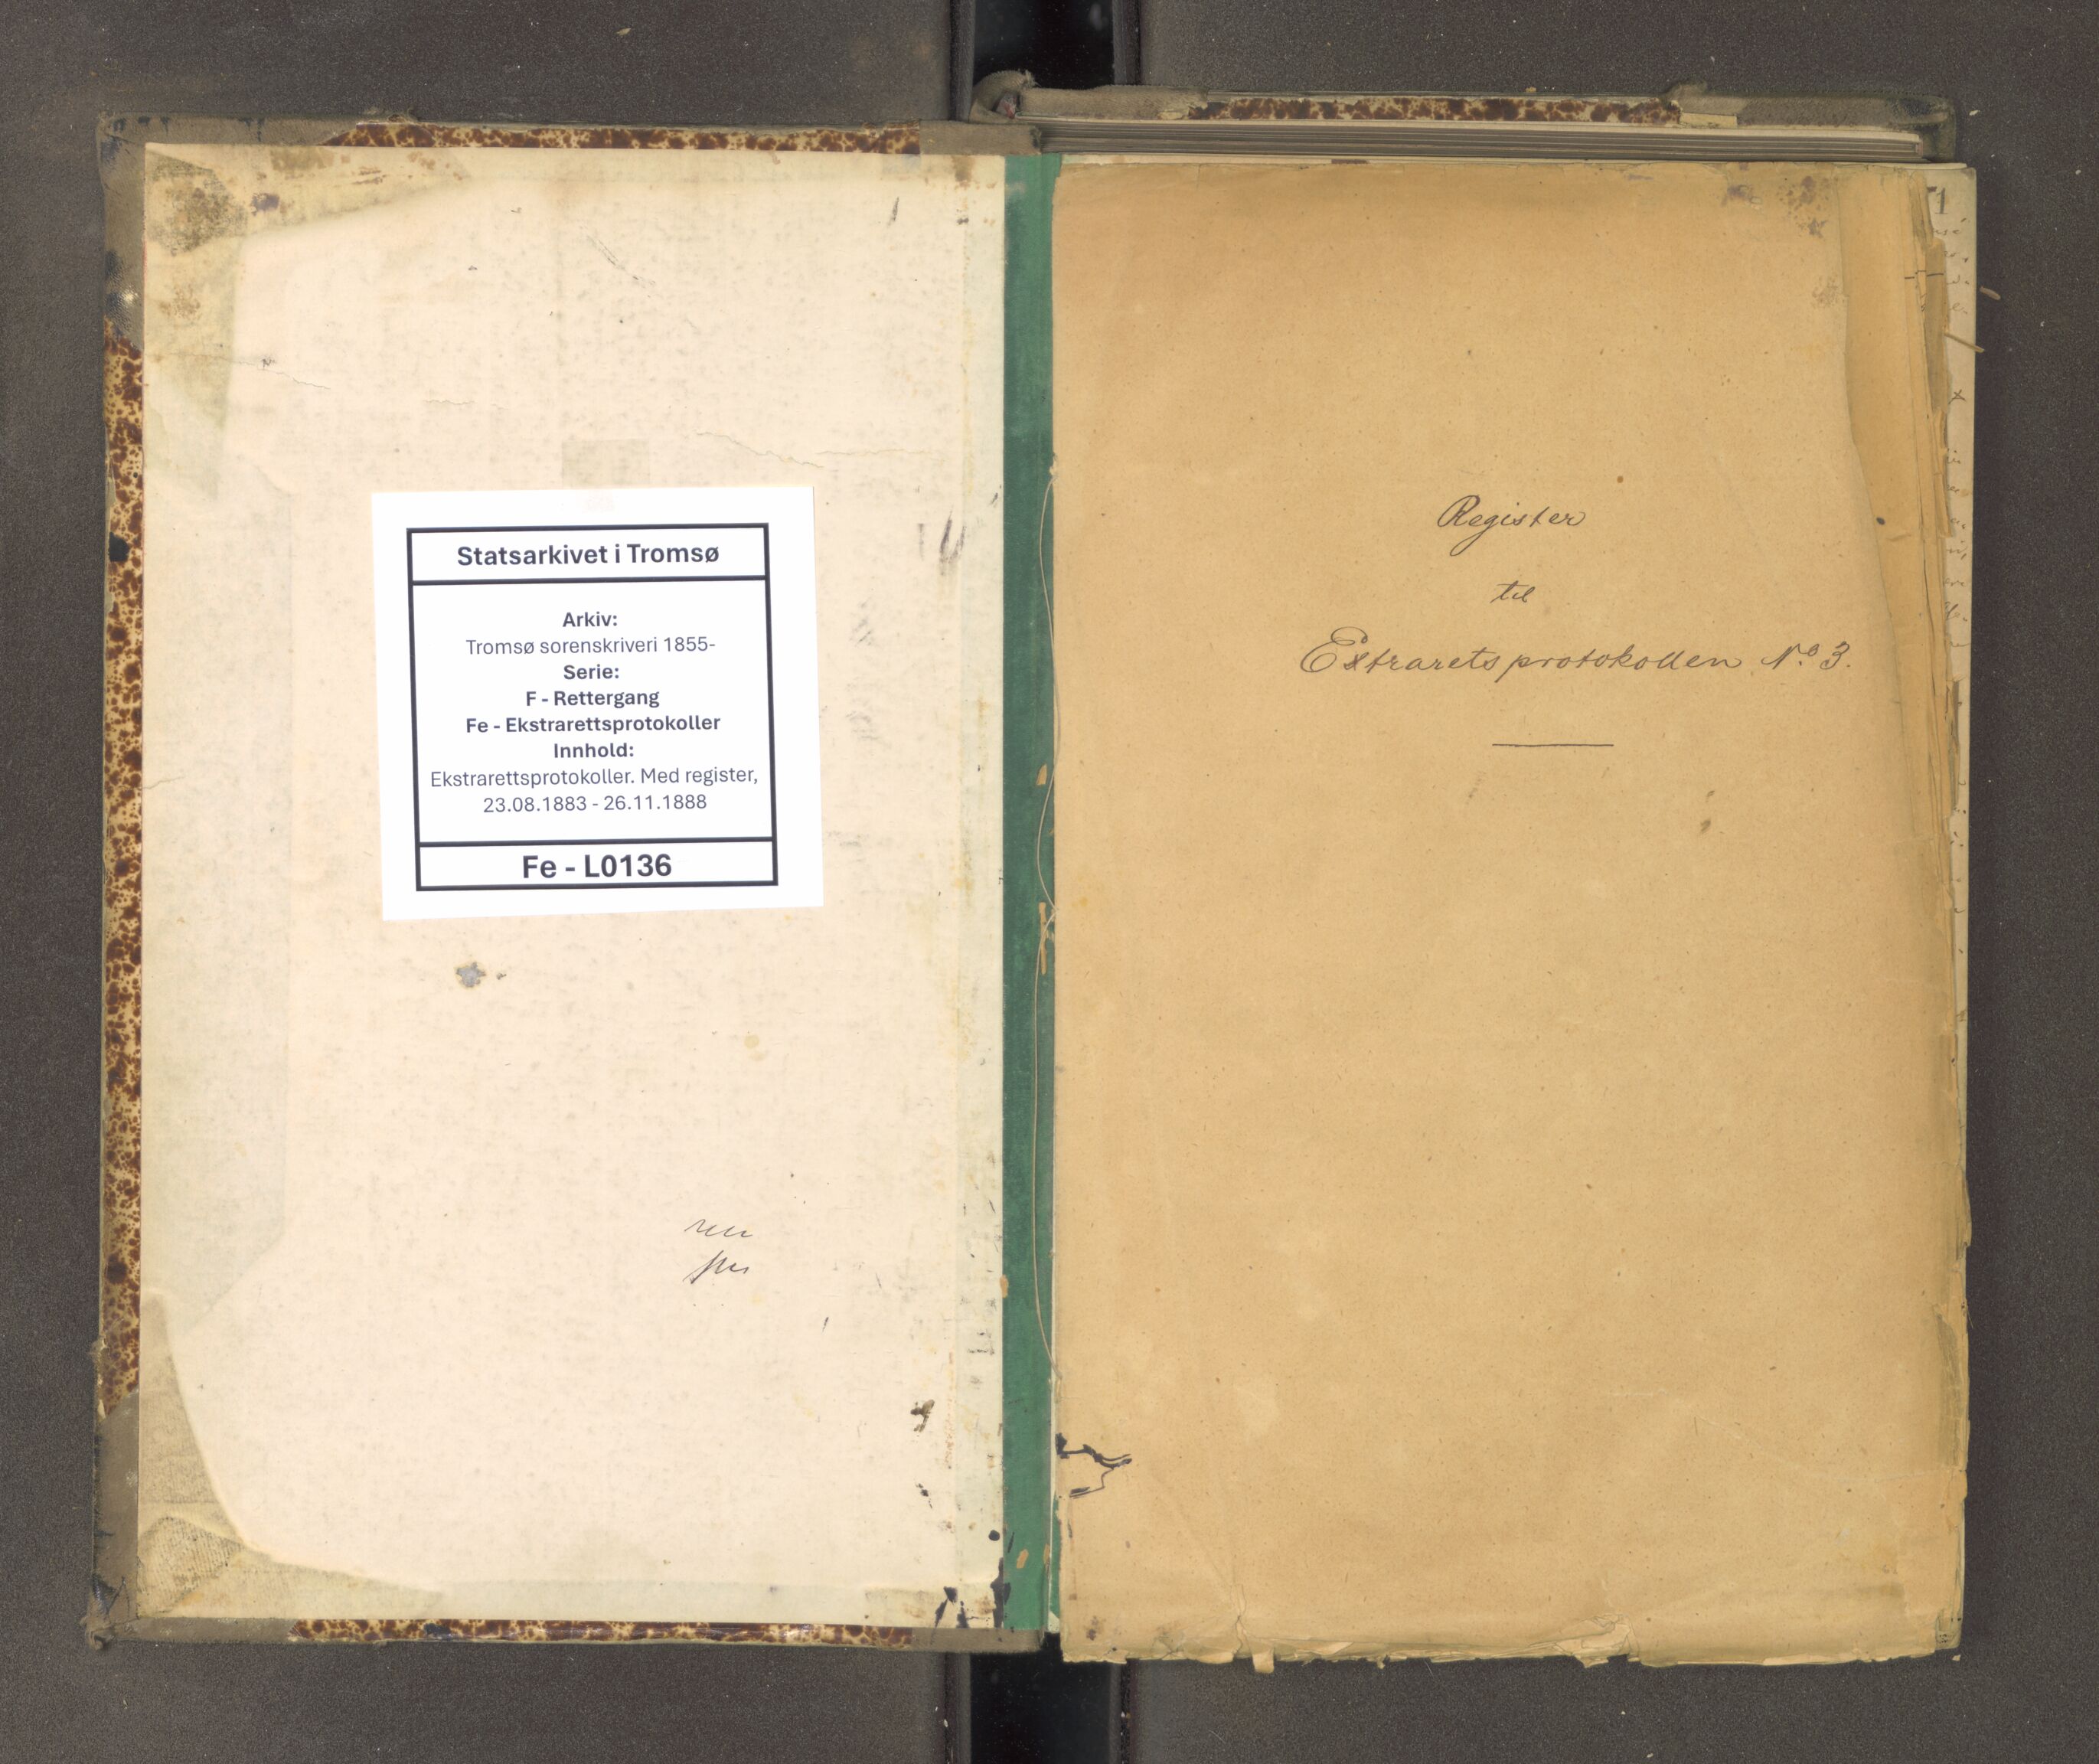 Statsarkivet i Tromsø
Arkiv:
Tromsø sorenskriveri 1855-
Serie:
F - Rettergang
Fe - Ekstrarettsprotokoller
Innhold:
Ekstrarettsprotokoller. Med register,
23.08.1883 - 26.11.1888
Fe - L0136
Register
til
Extraretsprotokollen No 3.
1